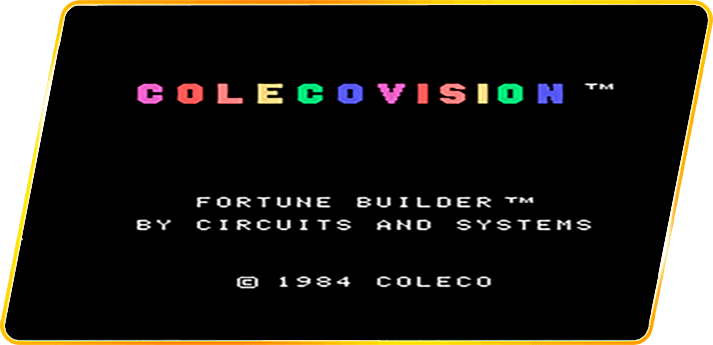 COLECOVISION™
FORTUNE BUILDER™
BY CIRCUITS AND SYSTEMS
© 1984 COLECO